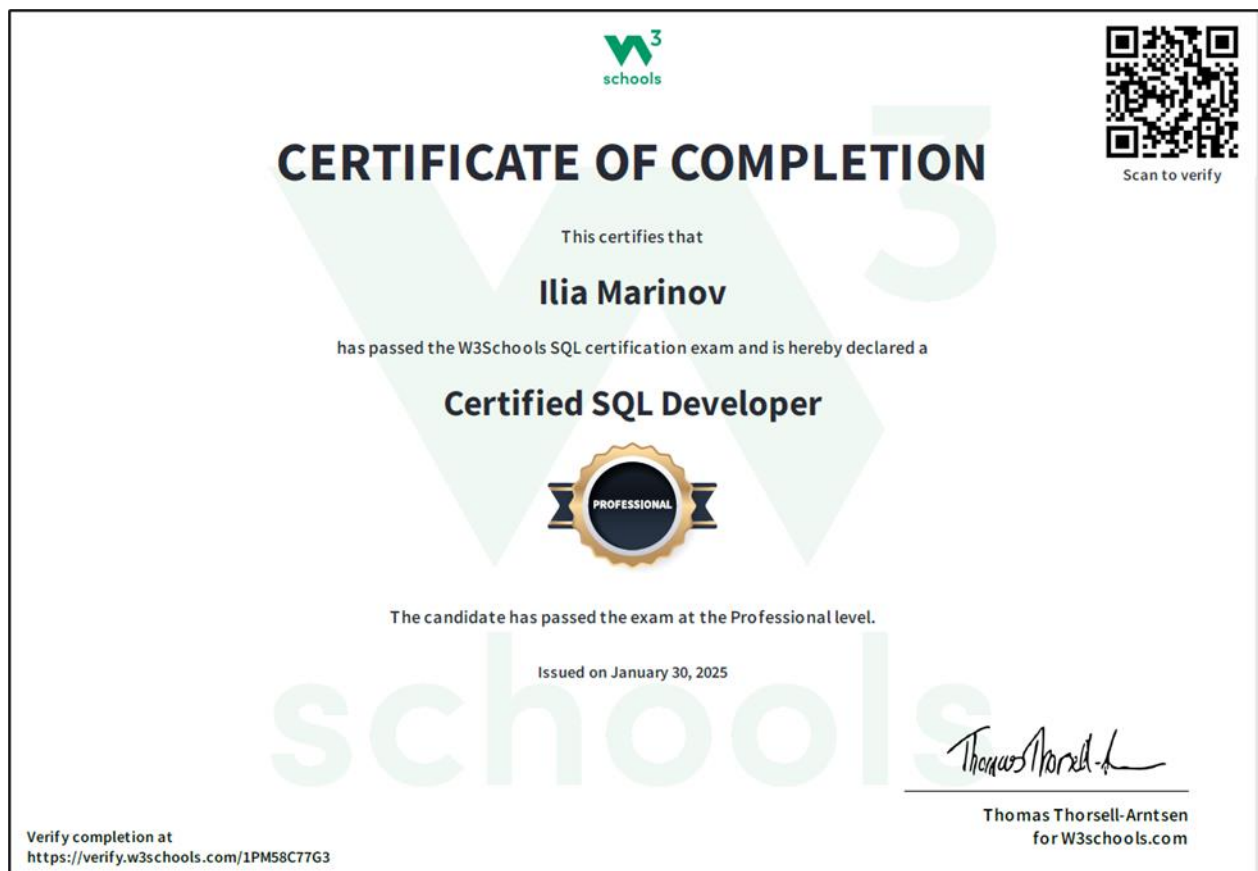 W3
schools
Scan to verify
CERTIFICATE OF COMPLETION
This certifies that
Ilia Marinov
has passed the W3Schools SQL certification exam and is hereby declared a
Certified SQL Developer
PROFESSIONAL
The candidate has passed the exam at the Professional level.
Issued on January 30, 2025
Thomas Thorsell-Arntsen
for W3schools.com
Verify completion at
https://verify.w3schools.com/1PM58C77G3